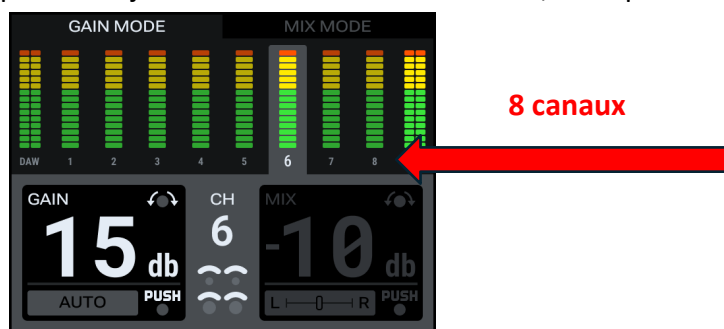 GAIN MODE MIX MODE
8 canaux
DAW 1 2 3 4 5 6 7 8
GAIN CH MIX
15 db 6 -10 db
AUTO PUSH L R PUSH